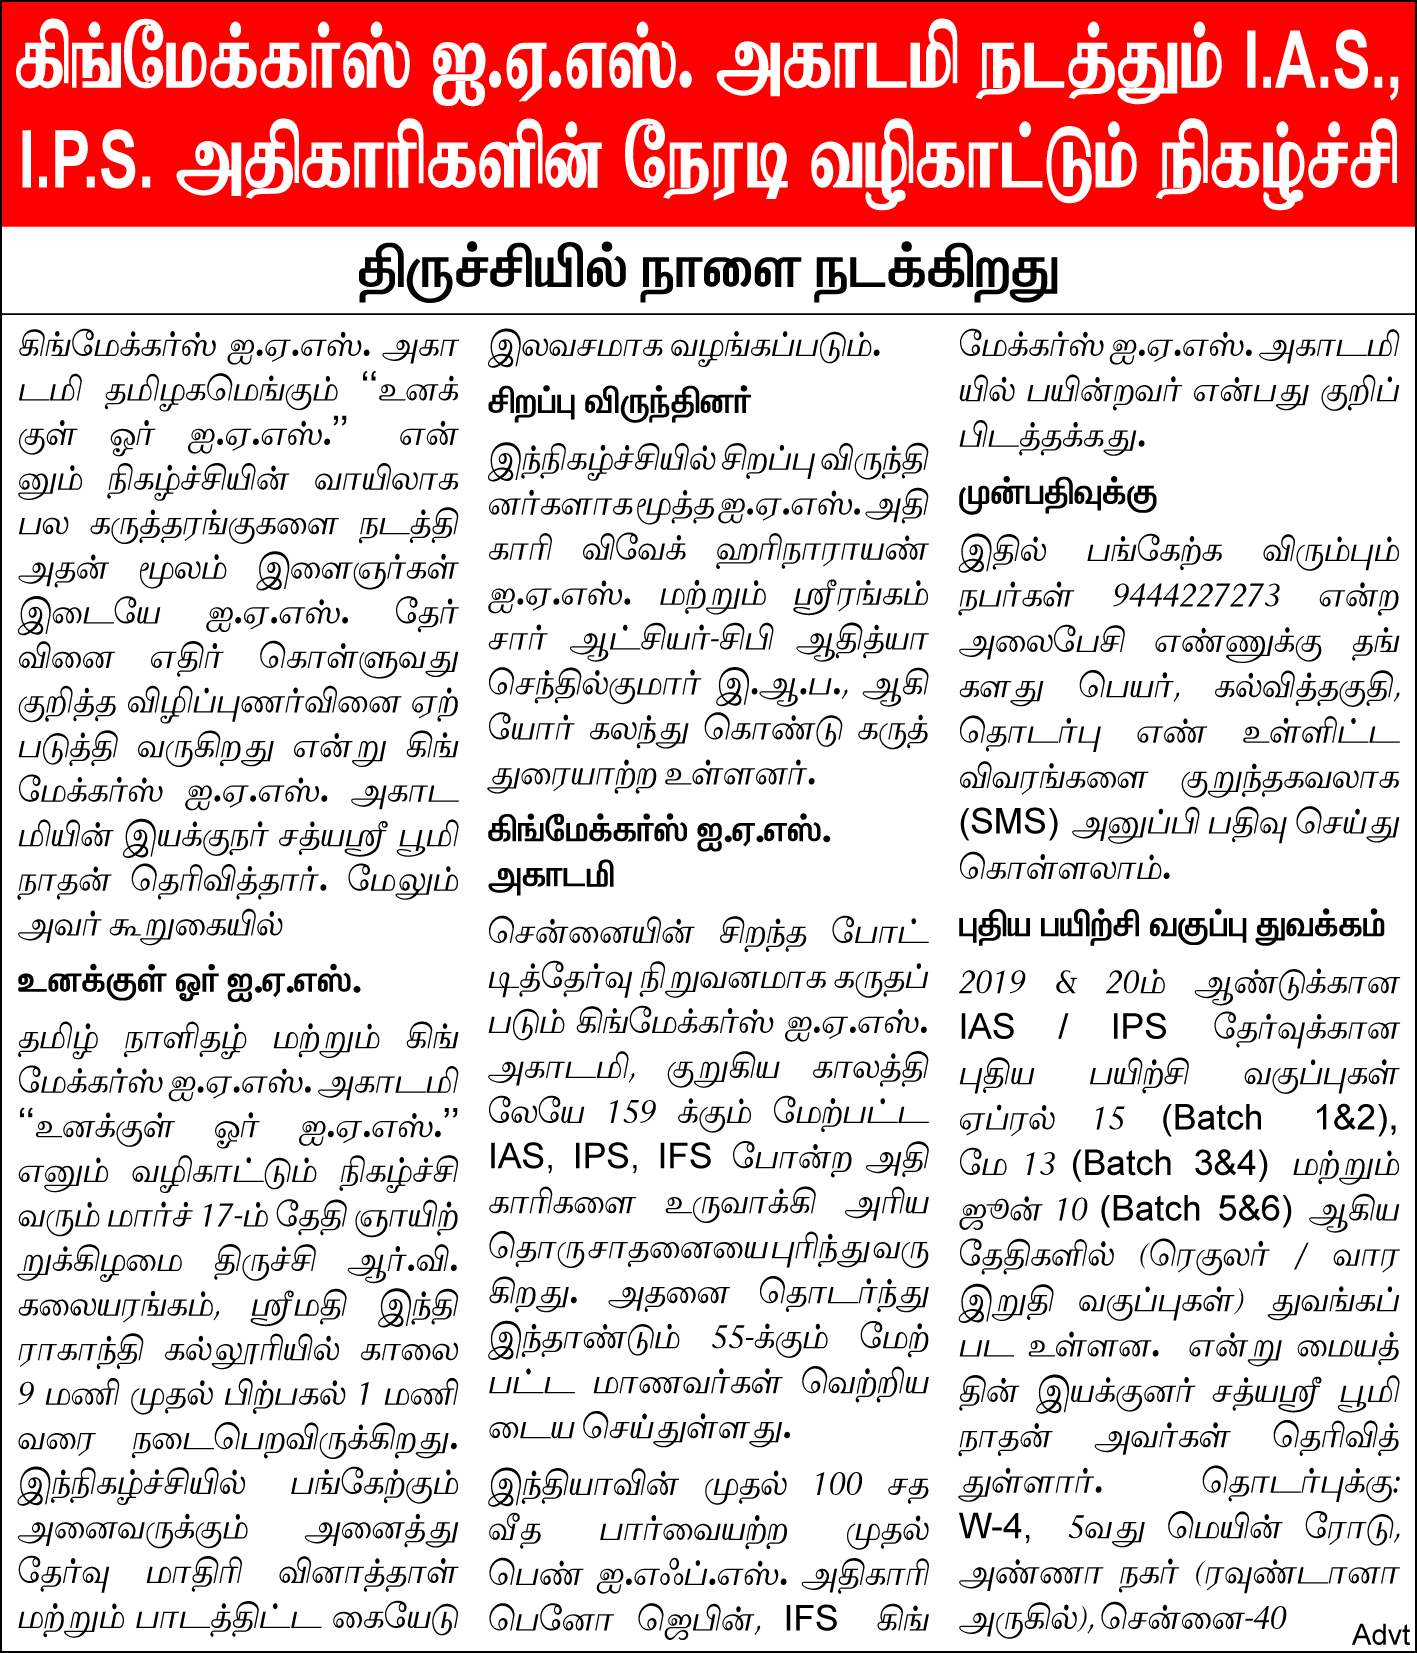 கிங்மேக்கர்ஸ் ஐ.ஏ.எஸ். அகாடமி நடத்தும் I.A.S.,
I.P.S. அதிகாரிகளின் நேரடி வழிகாட்டும் நிகழ்ச்சி
திருச்சியில் நாளை நடக்கிறது
கிங்மேக்கர்ஸ் ஐ.ஏ.எஸ். அகா
டமி தமிழகமெங்கும் “உனக்
குள் ஓர் ஐ.ஏ.எஸ்.” என்
னும் நிகழ்ச்சியின் வாயிலாக
பல கருத்தரங்குகளை நடத்தி
அதன் மூலம் இளைஞர்கள்
இடையே ஐ.ஏ.எஸ். தேர்
வினை எதிர் கொள்ளுவது
குறித்த விழிப்புணர்வினை ஏற்
படுத்தி வருகிறது என்று கிங்
மேக்கர்ஸ் ஐ.ஏ.எஸ். அகாட
மியின் இயக்குநர் சத்யஸ்ரீ பூமி
நாதன் தெரிவித்தார். மேலும்
அவர் கூறுகையில்
உனக்குள் ஓர் ஐ.ஏ.எஸ்.
தமிழ் நாளிதழ் மற்றும் கிங்
மேக்கர்ஸ் ஐ.ஏ.எஸ். அகாடமி
“உனக்குள் ஓர் ஐ.ஏ.எஸ்.”
எனும் வழிகாட்டும் நிகழ்ச்சி
வரும் மார்ச் 17-ம் தேதி ஞாயிற்
றுக்கிழமை திருச்சி ஆர்.வி.
கலையரங்கம், ஸ்ரீமதி இந்தி
ராகாந்தி கல்லூரியில் காலை
9 மணி முதல் பிற்பகல் 1 மணி
வரை நடைபெறவிருக்கிறது.
இந்நிகழ்ச்சியில் பங்கேற்கும்
அனைவருக்கும் அனைத்து
தேர்வு மாதிரி வினாத்தாள்
மற்றும் பாடத்திட்ட கையேடு
இலவசமாக வழங்கப்படும்.
சிறப்பு விருந்தினர்
இந்நிகழ்ச்சியில் சிறப்பு விருந்தி
னர்களாக மூத்த ஐ.ஏ.எஸ். அதி
காரி விவேக் ஹரிநாராயண்
ஐ.ஏ.எஸ். மற்றும் ஸ்ரீரங்கம்
சார் ஆட்சியர்-சிபி ஆதித்யா
செந்தில்குமார் இ.ஆ.ப., ஆகி
யோர் கலந்து கொண்டு கருத்
துரையாற்ற உள்ளனர்.
கிங்மேக்கர்ஸ் ஐ.ஏ.எஸ்.
அகாடமி
சென்னையின் சிறந்த போட்
டித்தேர்வு நிறுவனமாக கருதப்
படும் கிங்மேக்கர்ஸ் ஐ.ஏ.எஸ்.
அகாடமி, குறுகிய காலத்தி
லேயே 159 க்கும் மேற்பட்ட
IAS, IPS, IFS போன்ற அதி
காரிகளை உருவாக்கி அரிய
தொரு சாதனையை புரிந்து வரு
கிறது. அதனை தொடர்ந்து
இந்தாண்டும் 55-க்கும் மேற்
பட்ட மாணவர்கள் வெற்றிய
டைய செய்துள்ளது.
இந்தியாவின் முதல் 100 சத
வீத பார்வையற்ற முதல்
பெண் ஐ.எஃப்.எஸ். அதிகாரி
பெனோ ஜெபின், IFS கிங்
மேக்கர்ஸ் ஐ.ஏ.எஸ். அகாடமி
யில் பயின்றவர் என்பது குறிப்
பிடத்தக்கது.
முன்பதிவுக்கு
இதில் பங்கேற்க விரும்பும்
நபர்கள் 9444227273 என்ற
அலைபேசி எண்ணுக்கு தங்
களது பெயர், கல்வித்தகுதி,
தொடர்பு எண் உள்ளிட்ட
விவரங்களை குறுந்தகவலாக
(SMS) அனுப்பி பதிவு செய்து
கொள்ளலாம்.
புதிய பயிற்சி வகுப்பு துவக்கம்
2019 & 20ம் ஆண்டுக்கான
IAS / IPS தேர்வுக்கான
புதிய பயிற்சி வகுப்புகள்
ஏப்ரல் 15 (Batch 1&2),
மே 13 (Batch 3&4) மற்றும்
ஜூன் 10 (Batch 5&6) ஆகிய
தேதிகளில் (ரெகுலர் / வார
இறுதி வகுப்புகள்) துவங்கப்
பட உள்ளன. என்று மையத்
தின் இயக்குனர் சத்யஸ்ரீ பூமி
நாதன் அவர்கள் தெரிவித்
துள்ளார். தொடர்புக்கு:
W-4, 5வது மெயின் ரோடு,
அண்ணா நகர் (ரவுண்டானா
அருகில்), சென்னை-40
Advt